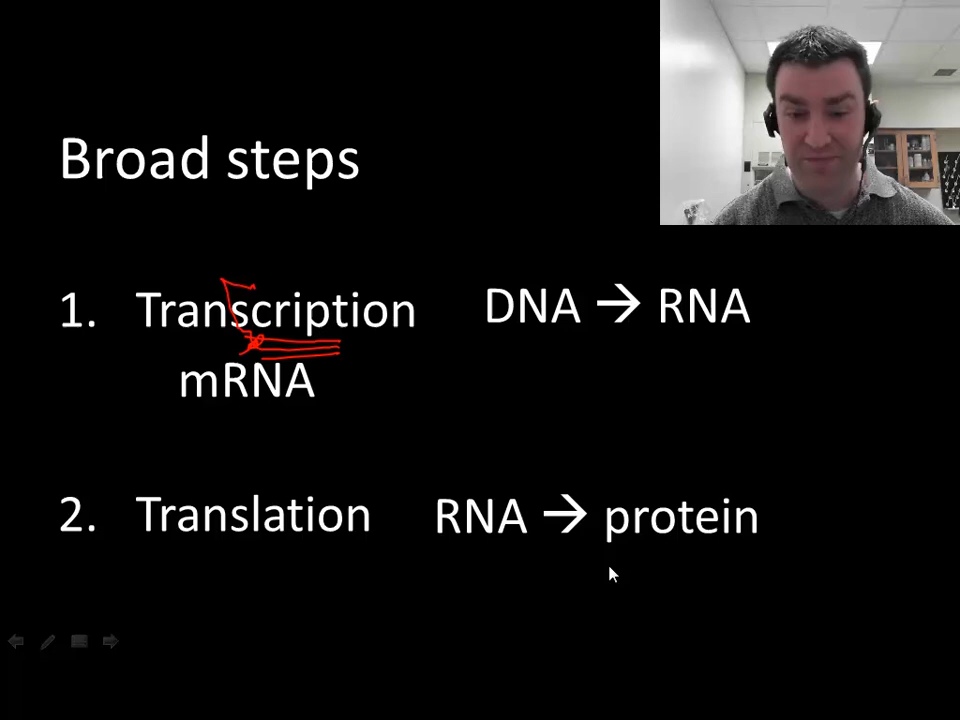 Broad steps
1. Transcription DNA → RNA
mRNA
2. Translation RNA → protein